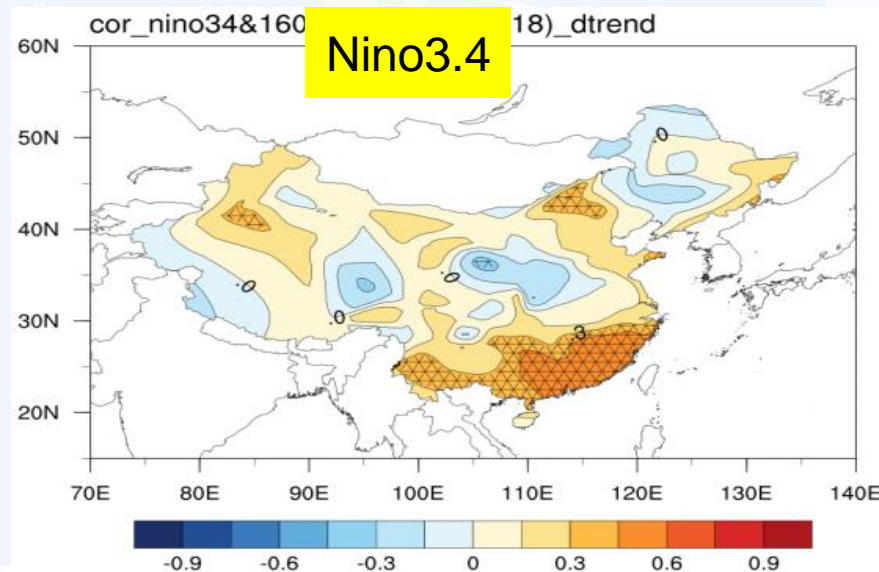 cor_nino34&160 18)_dtrend
Nino3.4
60N
50N
40N
30N
20N
0
0
0
0
3
70E 80E 90E 100E 110E 120E 130E 140E
-0.9 -0.6 -0.3 0 0.3 0.6 0.9